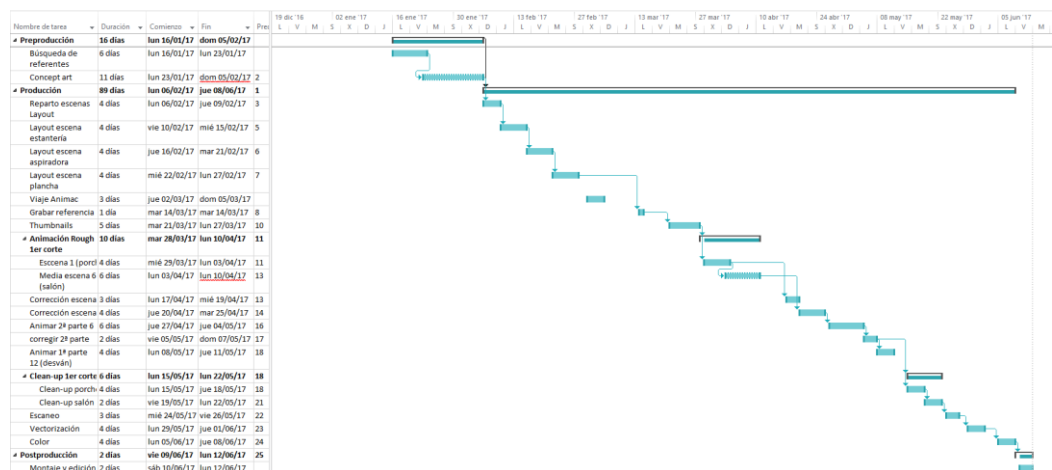 19 dic '16 02 ene '17 16 ene '17 30 ene '17 13 feb '17 27 feb '17 13 mar '17 27 mar '17 10 abr '17 24 abr '17 08 may '17 22 may '17 05 jun '17
Nombre de tarea Duración Comienzo Fin L V M S X D J L V M S X D J L V M S X D J L V M S X D J L V M S
Preproducción 16 días lun 16/01/17 dom 05/02/17
Búsqueda de 6 días lun 16/01/17 lun 23/01/17
referentes
Concept art 11 días lun 23/01/17 dom 05/02/17 2
Producción 89 días lun 06/02/17 jue 08/06/17 1
Reparto escenas 4 días lun 06/02/17 jue 09/02/17 3
Layout
Layout escena 4 días vie 10/02/17 mié 15/02/17 5
estantería
Layout escena 4 días jue 16/02/17 mar 21/02/17 6
aspiradora
Layout escena 4 días mié 22/02/17 lun 27/02/17 7
plancha
Viaje Animac 3 días jue 02/03/17 dom 05/03/17
Grabar referencia 1 día mar 14/03/17 mar 14/03/17 8
Thumbnails 5 días mar 21/03/17 lun 27/03/17 10
Animación Rough 10 días mar 28/03/17 lun 10/04/17 11
1er corte
Esccena 1 (porcl 4 días mié 29/03/17 lun 03/04/17 11
Media escena 6 6 días lun 03/04/17 lun 10/04/17 13
(salón)
Corrección escena 3 días lun 17/04/17 mié 19/04/17 13
Corrección escena 4 días jue 20/04/17 mar 25/04/17 14
Animar 2ª parte 6 6 días jue 27/04/17 jue 04/05/17 16
corregir 2ª parte 2 días vie 05/05/17 dom 07/05/17 17
Animar 1ª parte 4 días lun 08/05/17 jue 11/05/17 18
12 (desván)
Clean-up 1er corte 6 días lun 15/05/17 lun 22/05/17 18
Clean-up porch 4 días lun 15/05/17 jue 18/05/17 18
Clean-up salón 2 días vie 19/05/17 lun 22/05/17 21
Escaneo 3 días mié 24/05/17 vie 26/05/17 22
Vectorización 4 días lun 29/05/17 jue 01/06/17 23
Color 4 días lun 05/06/17 jue 08/06/17 24
Postproducción 2 días vie 09/06/17 lun 12/06/17 25
Montaje y edición 2 días sáb 10/06/17 lun 12/06/17